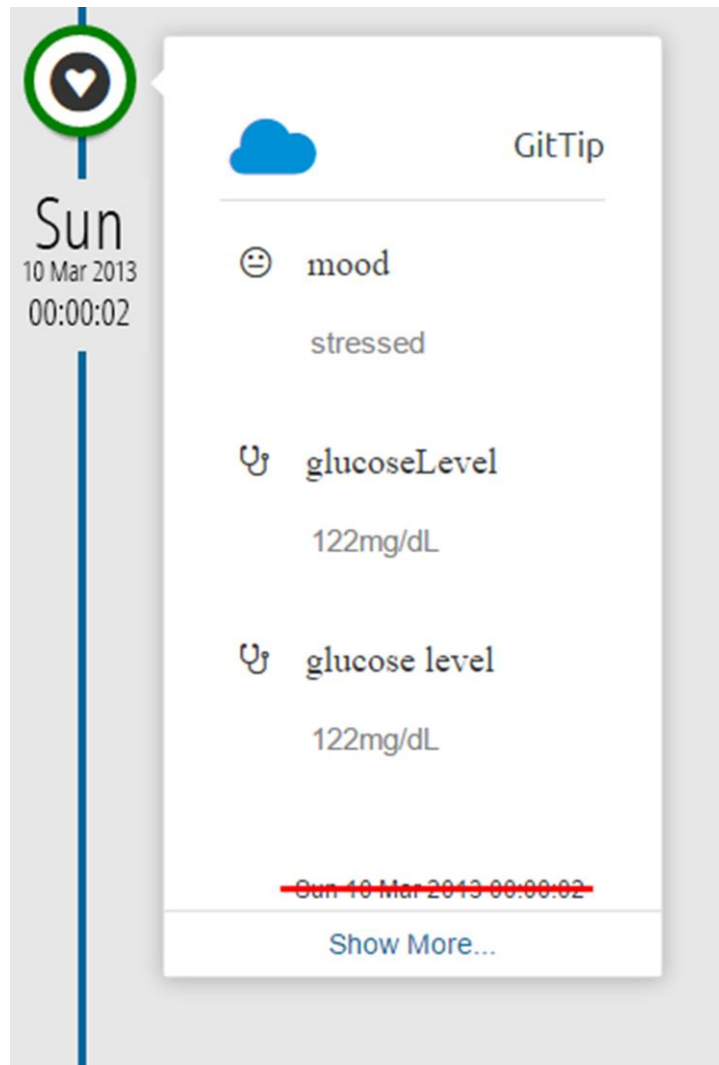 Sun
10 Mar 2013
00:00:02
GitTip
mood
stressed
glucoseLevel
122mg/dL
glucose level
122mg/dL
Sun 10 Mar 2013 00:00:02
Show More...